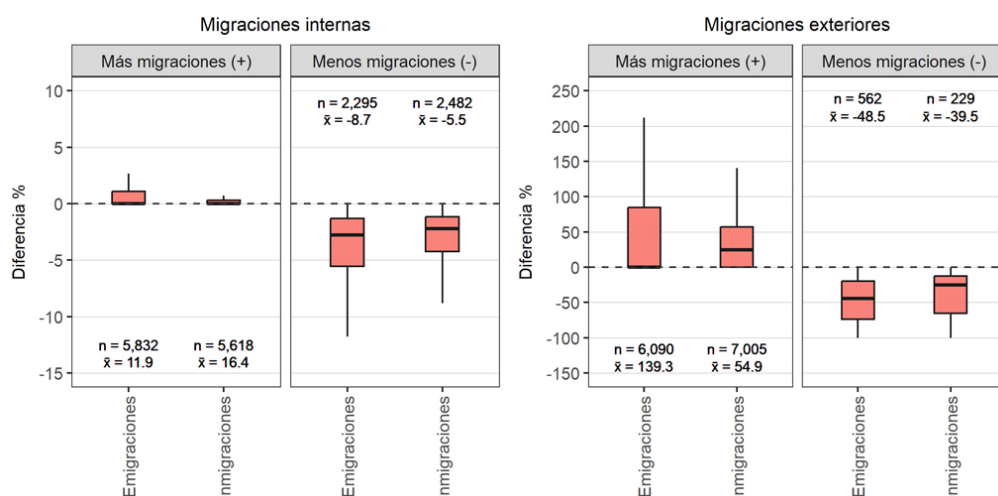 Migraciones internas
Más migraciones (+)
Menos migraciones (-)
Diferencia %
10
5
0
-5
-10
-15
n = 5,832
x̄ = 11.9
n = 5,618
x̄ = 16.4
n = 2,295
x̄ = -8.7
n = 2,482
x̄ = -5.5
Emigraciones
nmigraciones
Emigraciones
nmigraciones
Migraciones exteriores
Más migraciones (+)
Menos migraciones (-)
Diferencia %
250
200
150
100
50
0
-50
-100
-150
n = 6,090
x̄ = 139.3
n = 7,005
x̄ = 54.9
n = 562
x̄ = -48.5
n = 229
x̄ = -39.5
Emigraciones
nmigraciones
Emigraciones
nmigraciones